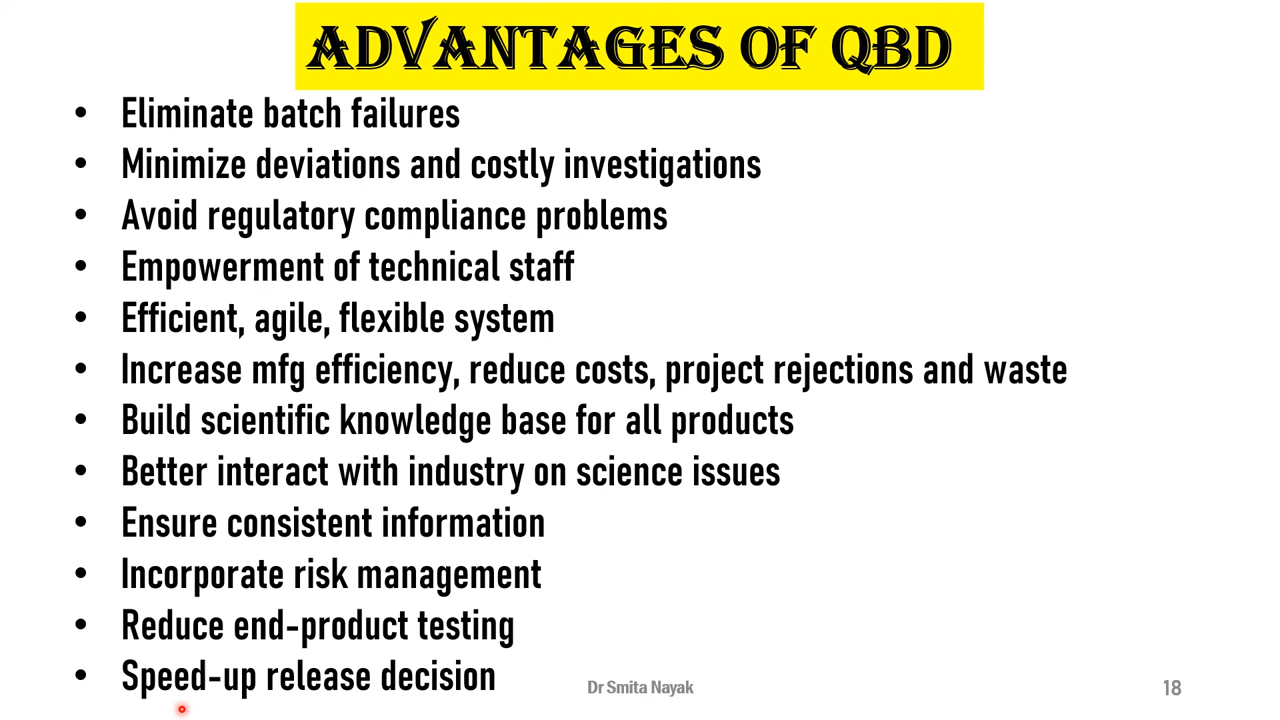 ADVANTAGES OF QBD
• Eliminate batch failures
• Minimize deviations and costly investigations
• Avoid regulatory compliance problems
• Empowerment of technical staff
• Efficient, agile, flexible system
• Increase mfg efficiency, reduce costs, project rejections and waste
• Build scientific knowledge base for all products
• Better interact with industry on science issues
• Ensure consistent information
• Incorporate risk management
• Reduce end-product testing
• Speed-up release decision
Dr Smita Nayak
18